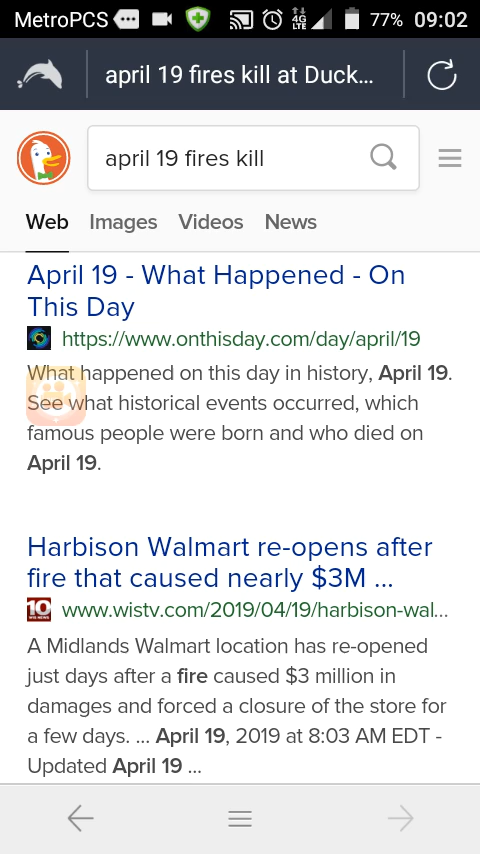 MetroPCS 4G LTE 77% 09:02
april 19 fires kill at Duck...
april 19 fires kill
Web Images Videos News
April 19 - What Happened - On
This Day
https://www.onthisday.com/day/april/19
What happened on this day in history, April 19.
See what historical events occurred, which
famous people were born and who died on
April 19.
Harbison Walmart re-opens after
fire that caused nearly $3M ...
10 www.wistv.com/2019/04/19/harbison-wal...
A Midlands Walmart location has re-opened
just days after a fire caused $3 million in
damages and forced a closure of the store for
a few days. ... April 19, 2019 at 8:03 AM EDT -
Updated April 19 ...